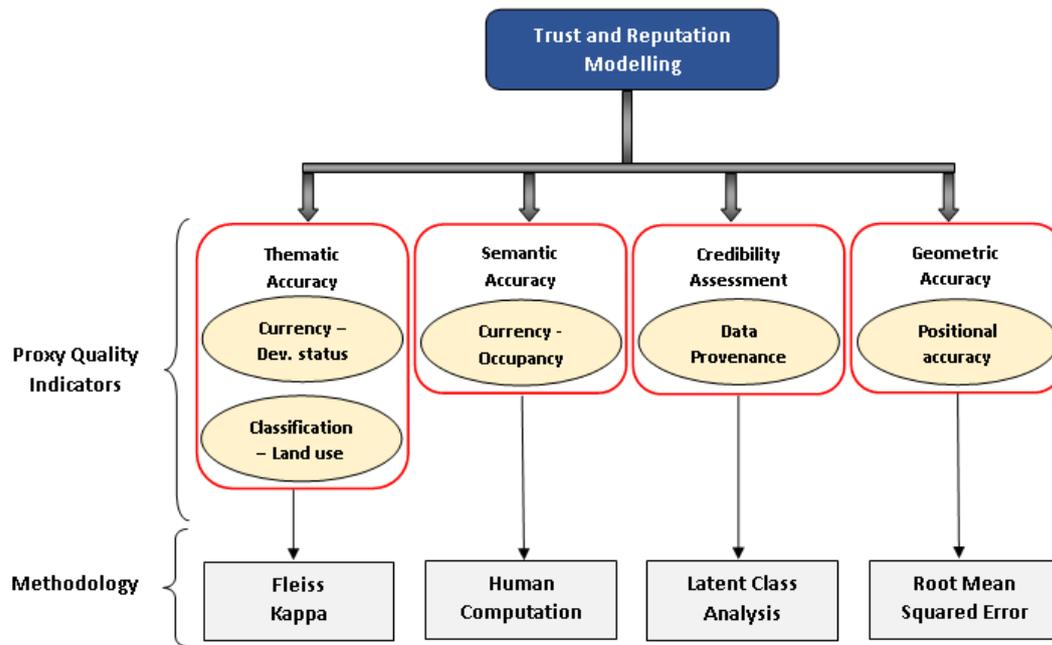 Trust and Reputation
Modelling
Thematic
Accuracy
Currency –
Dev. status
Classification
– Land use
Semantic
Accuracy
Currency -
Occupancy
Credibility
Assessment
Data
Provenance
Geometric
Accuracy
Positional
accuracy
Proxy Quality
Indicators
Methodology
Fleiss
Kappa
Human
Computation
Latent Class
Analysis
Root Mean
Squared Error